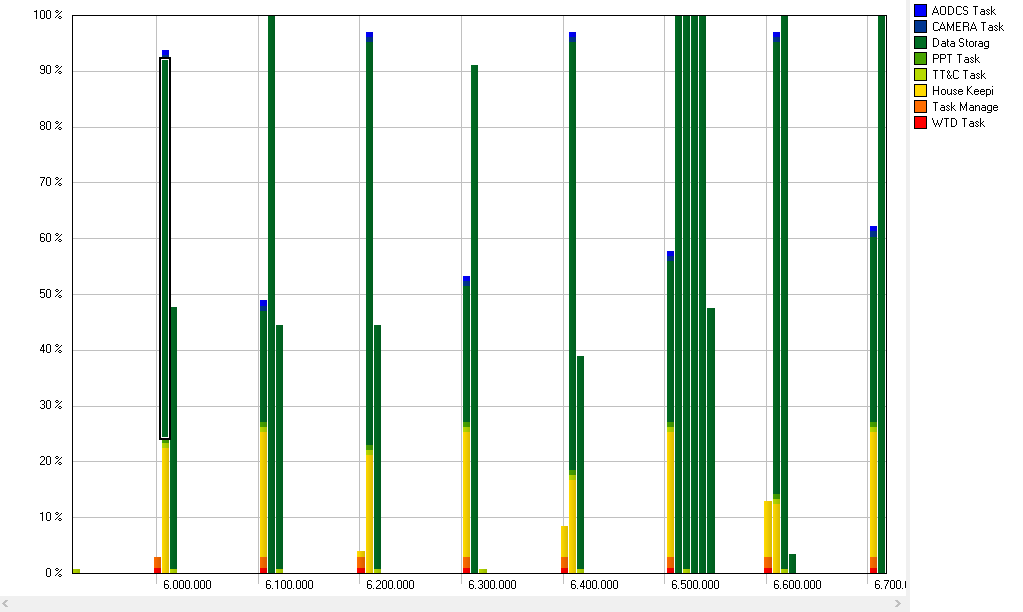 100 %
90 %
80 %
70 %
60 %
50 %
40 %
30 %
20 %
10 %
0 %
6.000.000
6.100.000
6.200.000
6.300.000
6.400.000
6.500.000
6.600.000
6.700.
AODCS Task
CAMERA Task
Data Storag
PPT Task
TT&C Task
House Keepi
Task Manage
WTD Task